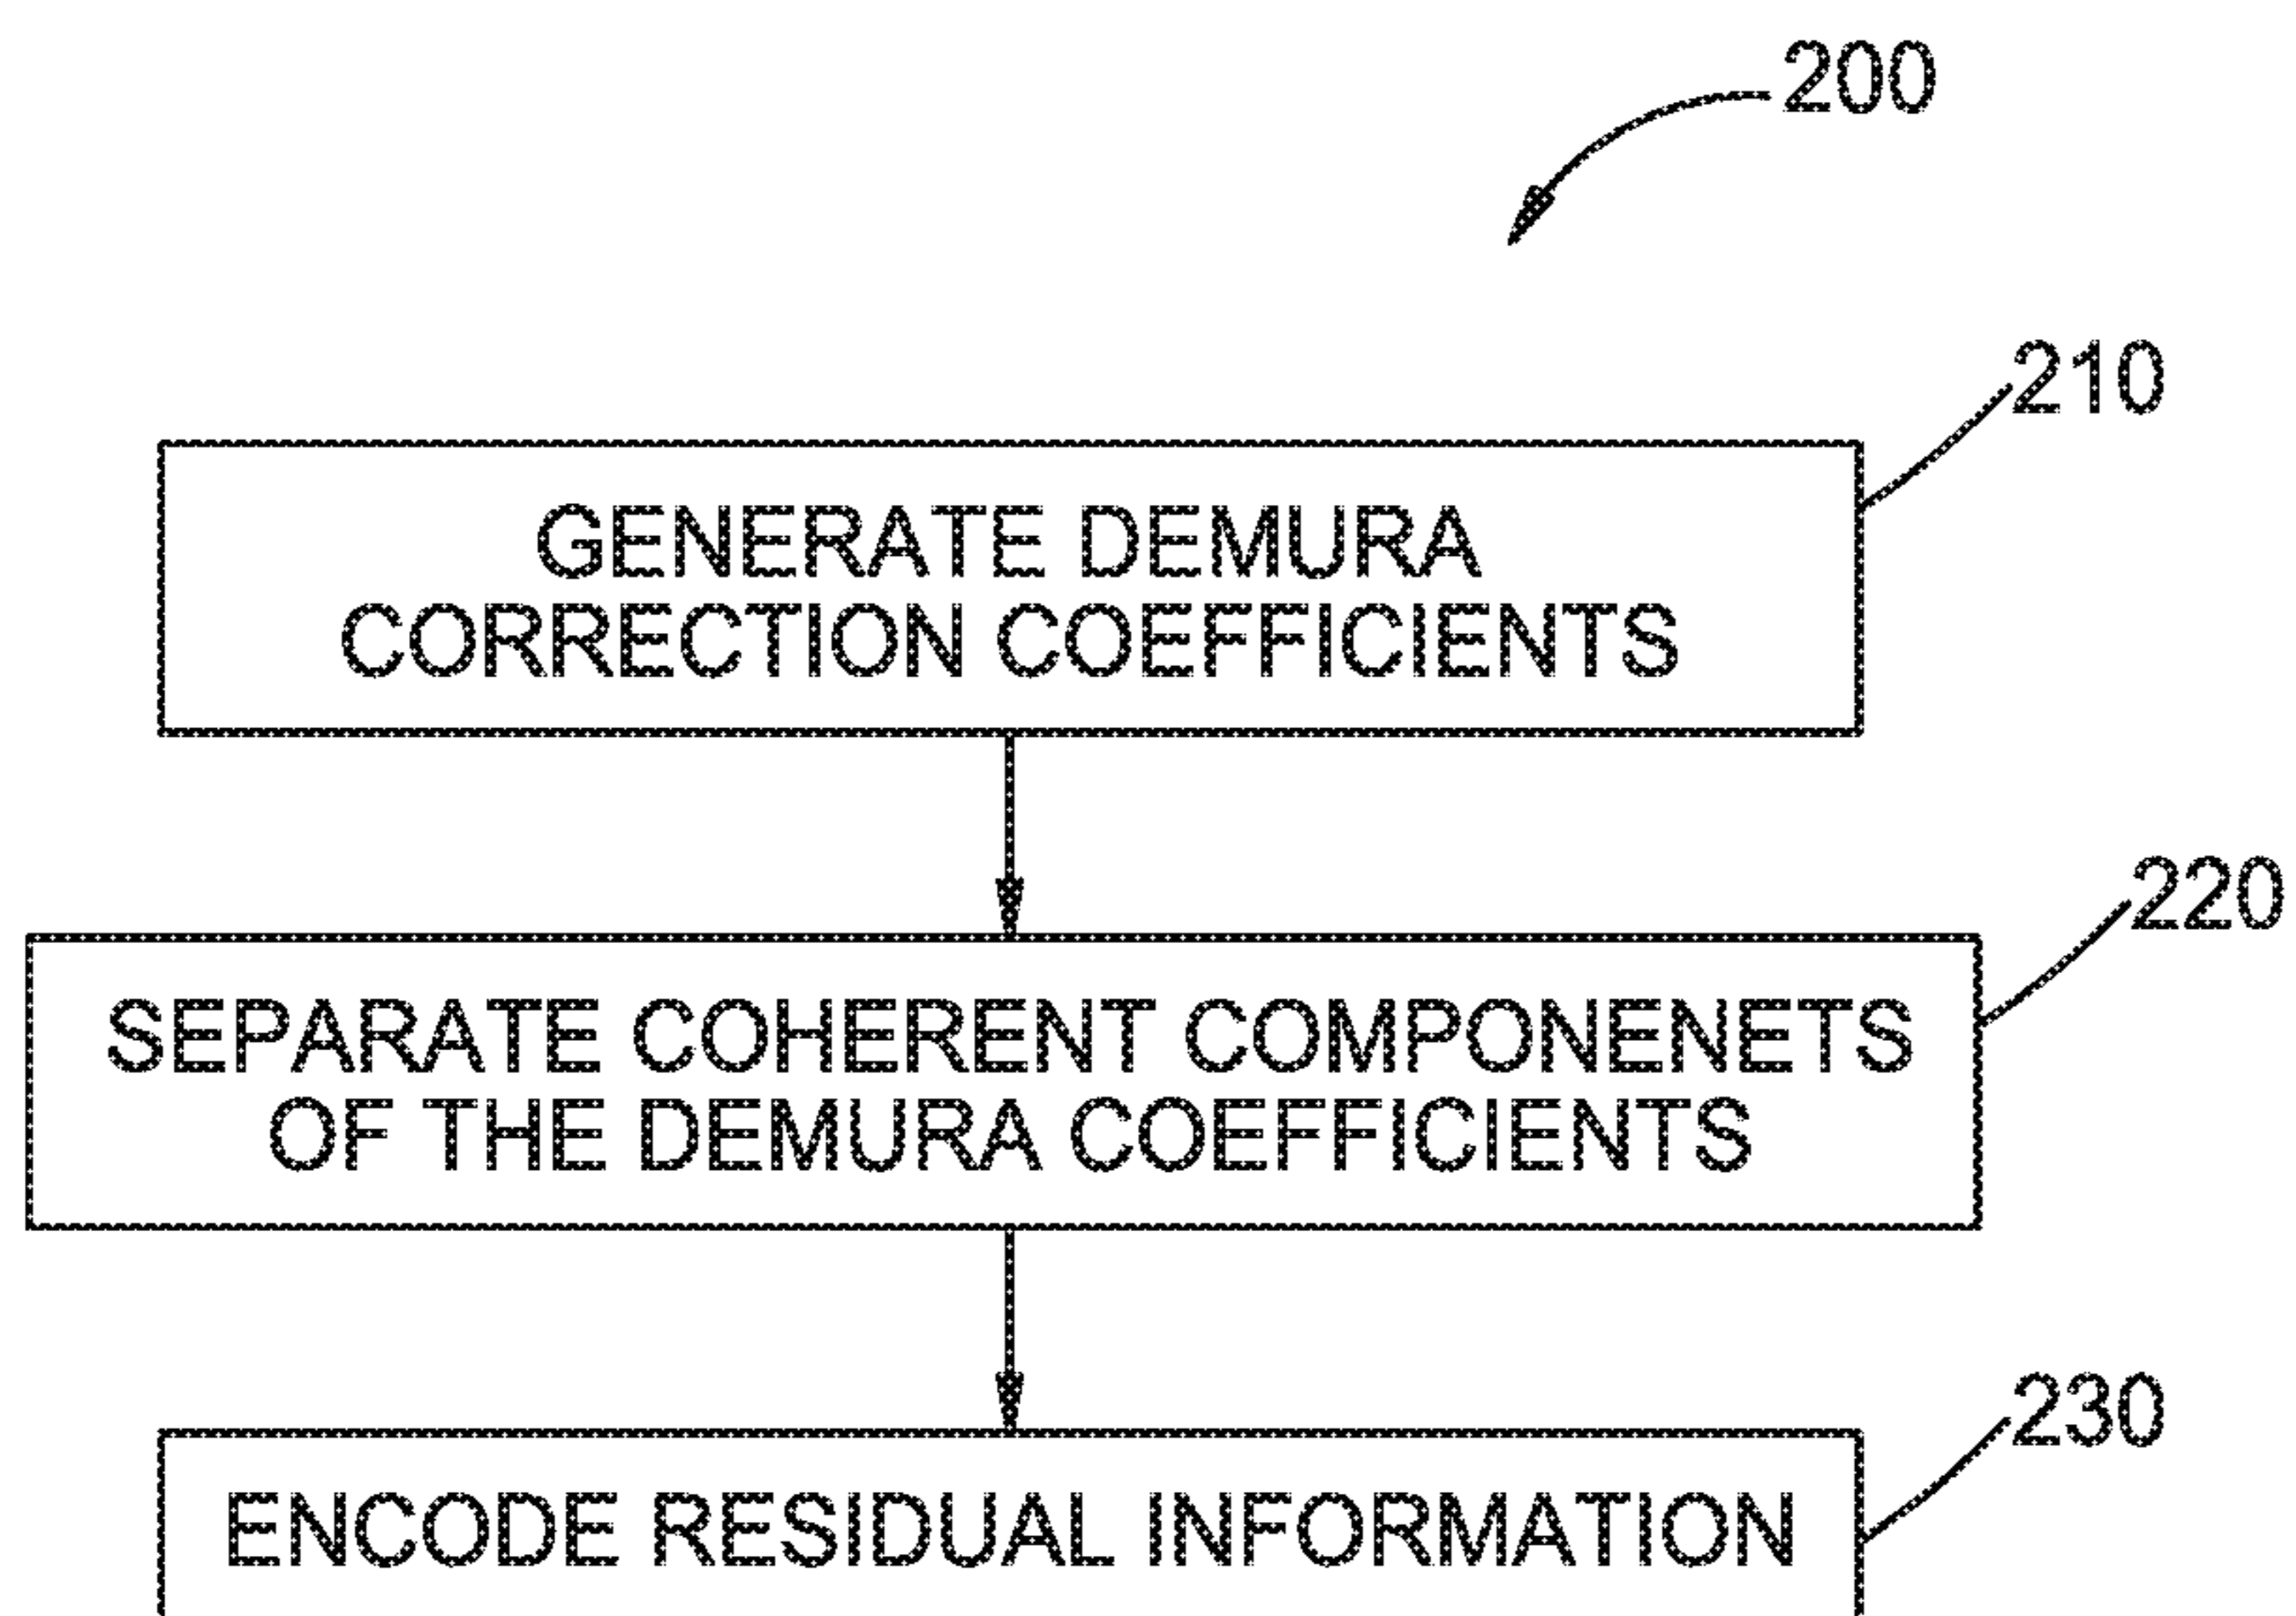 200
210
GENERATE DEMURA
CORRECTION COEFFICIENTS
220
SEPARATE COHERENT COMPONENETS
OF THE DEMURA COEFFICIENTS
230
ENCODE RESIDUAL INFORMATION